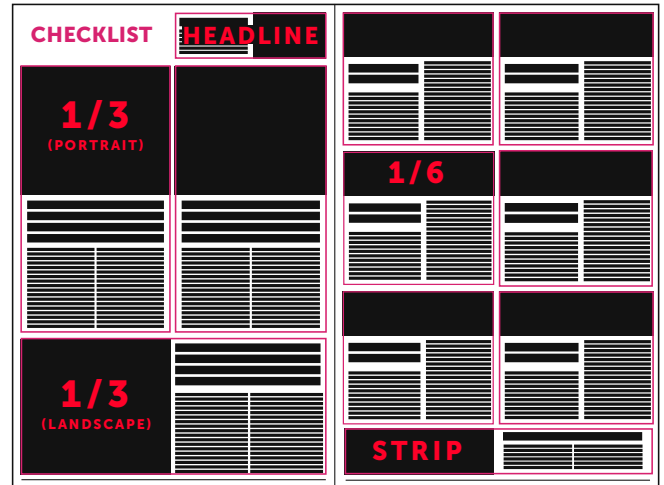 CHECKLIST
HEADLINE
1/3
(PORTRAIT)
1/3
(LANDSCAPE)
1/6
STRIP